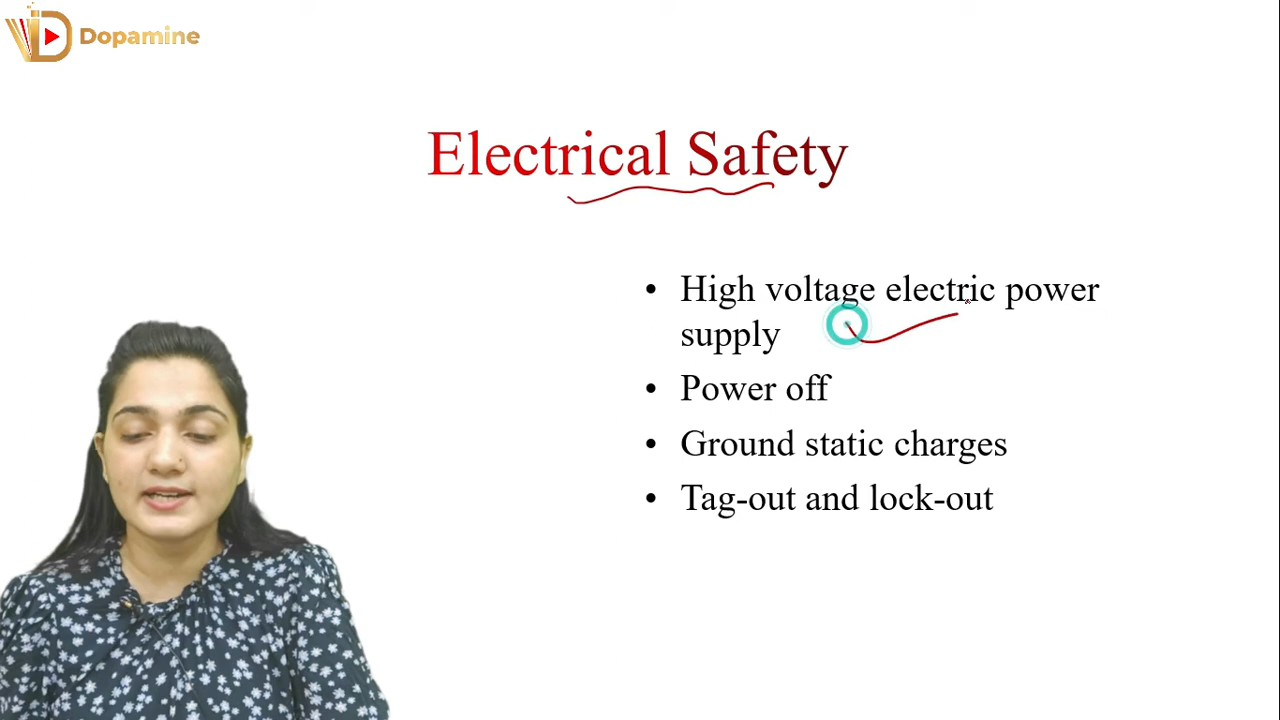 Dopamine
Electrical Safety
• High voltage electric power
supply
• Power off
• Ground static charges
• Tag-out and lock-out